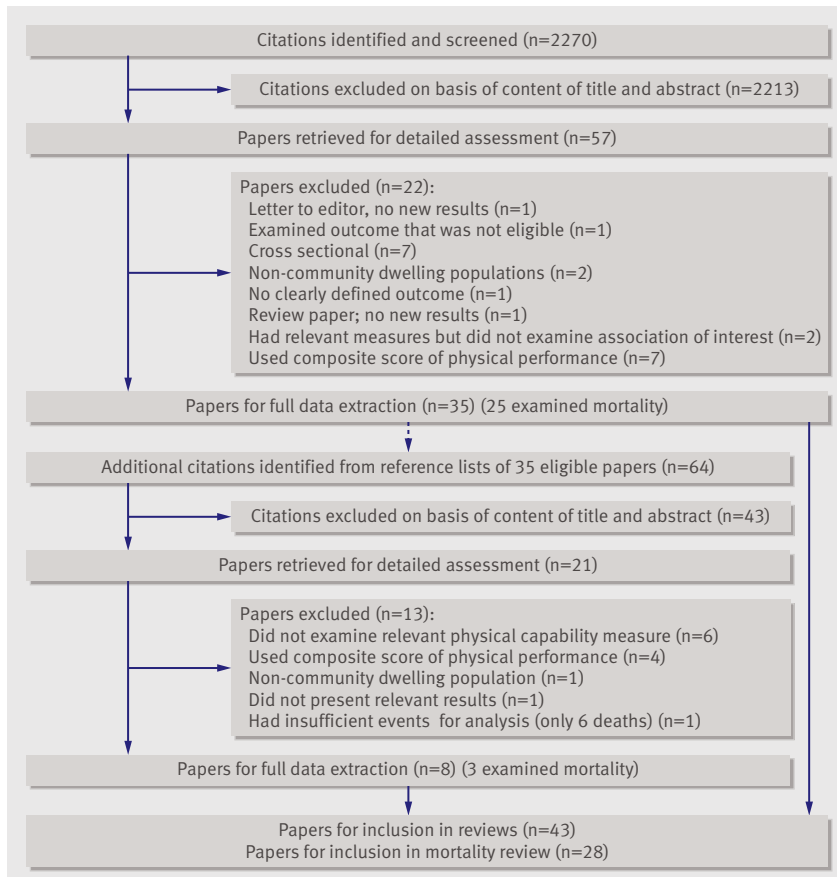 Citations identified and screened (n=2270)
Citations excluded on basis of content of title and abstract (n=2213)
Papers retrieved for detailed assessment (n=57)
Papers excluded (n=22):
Letter to editor, no new results (n=1)
Examined outcome that was not eligible (n=1)
Cross sectional (n=7)
Non-community dwelling populations (n=2)
No clearly defined outcome (n=1)
Review paper; no new results (n=1)
Had relevant measures but did not examine association of interest (n=2)
Used composite score of physical performance (n=7)
Papers for full data extraction (n=35) (25 examined mortality)
Additional citations identified from reference lists of 35 eligible papers (n=64)
Citations excluded on basis of content of title and abstract (n=43)
Papers retrieved for detailed assessment (n=21)
Papers excluded (n=13):
Did not examine relevant physical capability measure (n=6)
Used composite score of physical performance (n=4)
Non-community dwelling population (n=1)
Did not present relevant results (n=1)
Had insufficient events for analysis (only 6 deaths) (n=1)
Papers for full data extraction (n=8) (3 examined mortality)
Papers for inclusion in reviews (n=43)
Papers for inclusion in mortality review (n=28)